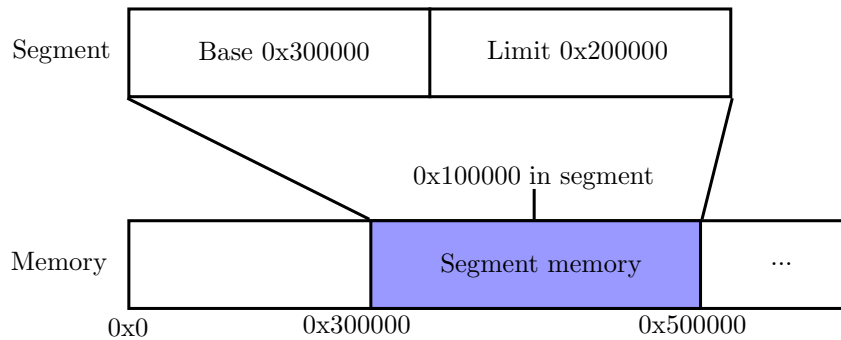 Segment
Base 0x300000
Limit 0x200000
0x100000 in segment
Memory
Segment memory
...
0x0
0x300000
0x500000